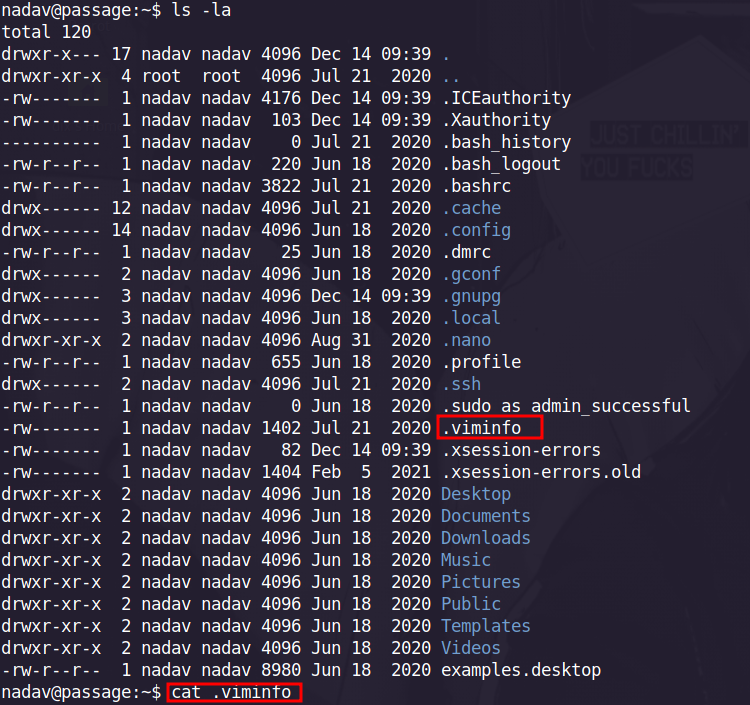 nadav@passage:~$ ls -la
total 120
drwxr-x--- 17 nadav nadav 4096 Dec 14 09:39 .
drwxr-xr-x  4 root  root  4096 Jul 21  2020 ..
-rw-------  1 nadav nadav 4176 Dec 14 09:39 .ICEauthority
-rw-------  1 nadav nadav  103 Dec 14 09:39 .Xauthority
----------  1 nadav nadav    0 Jul 21  2020 .bash_history
-rw-r--r--  1 nadav nadav  220 Jun 18  2020 .bash_logout
-rw-r--r--  1 nadav nadav 3822 Jul 21  2020 .bashrc
drwx------ 12 nadav nadav 4096 Jul 21  2020 .cache
drwx------ 14 nadav nadav 4096 Jun 18  2020 .config
-rw-r--r--  1 nadav nadav   25 Jun 18  2020 .dmrc
drwx------  2 nadav nadav 4096 Jun 18  2020 .gconf
drwx------  3 nadav nadav 4096 Dec 14 09:39 .gnupg
drwx------  3 nadav nadav 4096 Jun 18  2020 .local
drwxr-xr-x  2 nadav nadav 4096 Aug 31  2020 .nano
-rw-r--r--  1 nadav nadav  655 Jun 18  2020 .profile
drwx------  2 nadav nadav 4096 Jul 21  2020 .ssh
-rw-r--r--  1 nadav nadav    0 Jun 18  2020 .sudo_as_admin_successful
-rw-------  1 nadav nadav 1402 Jul 21  2020 .viminfo
-rw-------  1 nadav nadav   82 Dec 14 09:39 .xsession-errors
-rw-------  1 nadav nadav 1404 Feb  5  2021 .xsession-errors.old
drwxr-xr-x  2 nadav nadav 4096 Jun 18  2020 Desktop
drwxr-xr-x  2 nadav nadav 4096 Jun 18  2020 Documents
drwxr-xr-x  2 nadav nadav 4096 Jun 18  2020 Downloads
drwxr-xr-x  2 nadav nadav 4096 Jun 18  2020 Music
drwxr-xr-x  2 nadav nadav 4096 Jun 18  2020 Pictures
drwxr-xr-x  2 nadav nadav 4096 Jun 18  2020 Public
drwxr-xr-x  2 nadav nadav 4096 Jun 18  2020 Templates
drwxr-xr-x  2 nadav nadav 4096 Jun 18  2020 Videos
-rw-r--r--  1 nadav nadav 8980 Jun 18  2020 examples.desktop
nadav@passage:~$ cat .viminfo
JUST CHILLIN'
YOU FUCKS